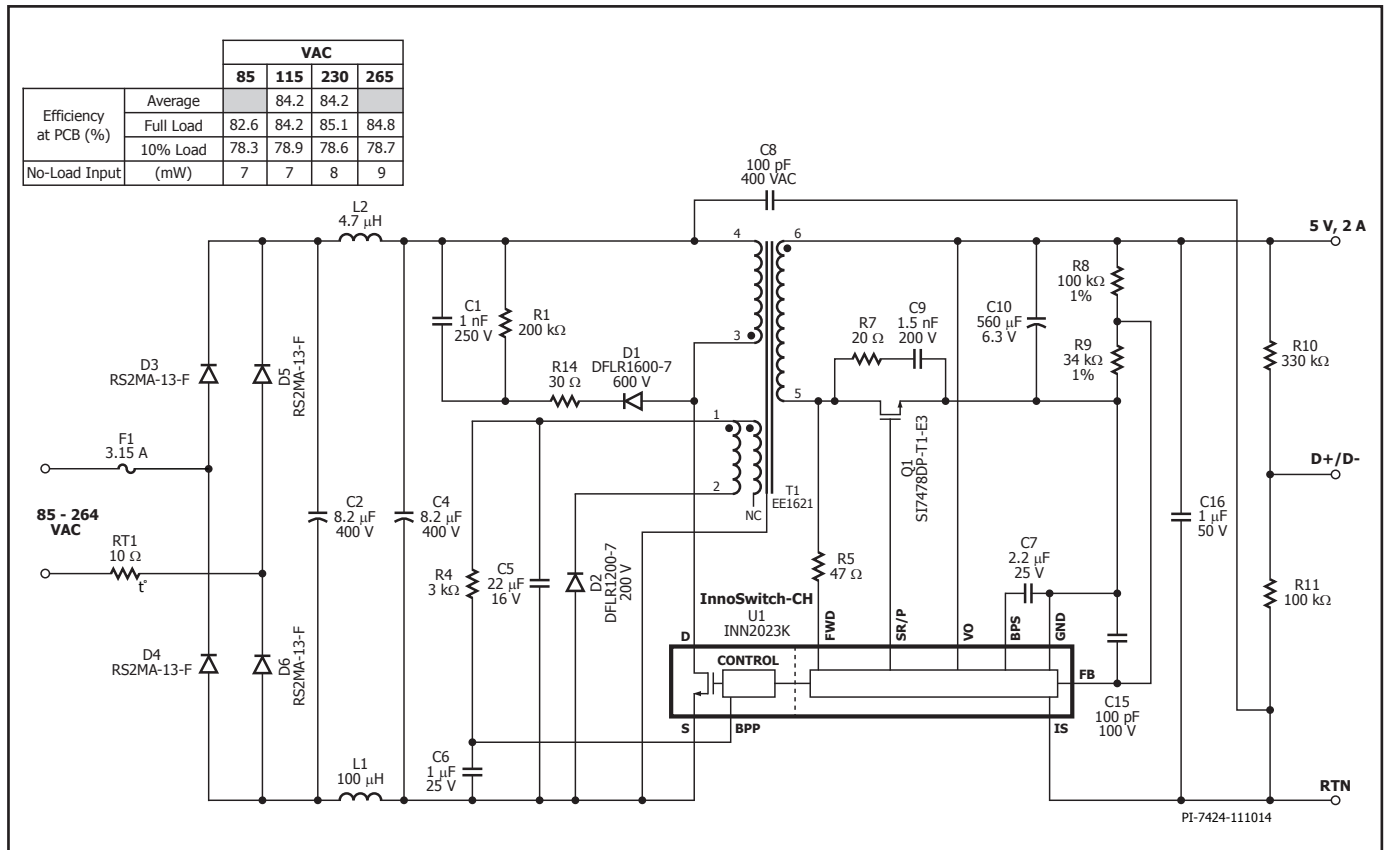 VAC
85 115 230 265
Efficiency
at PCB (%)
Average 84.2 84.2
Full Load 82.6 84.2 85.1 84.8
10% Load 78.3 78.9 78.6 78.7
No-Load Input (mW) 7 7 8 9
C8
100 pF
400 VAC
L2
4.7 μH
4
6
5 V, 2 A
C1
1 nF
250 V
R1
200 kΩ
3
R14
30 Ω
D1
DFLR1600-7
600 V
R7
20 Ω
C9
1.5 nF
200 V
C10
560 μF
6.3 V
R8
100 kΩ
1%
R9
34 kΩ
1%
R10
330 kΩ
D3
RS2MA-13-F
D5
RS2MA-13-F
5
Q1
SI7478DP-T1-E3
1
2
NC
T1
EE1621
F1
3.15 A
D+/D-
85 - 264
VAC
RT1
10 Ω
t°
C2
8.2 μF
400 V
C4
8.2 μF
400 V
R4
3 kΩ
C5
22 μF
16 V
D2
DFLR1200-7
200 V
R5
47 Ω
C7
2.2 μF
25 V
C16
1 μF
50 V
R11
100 kΩ
InnoSwitch-CH
U1
INN2023K
D4
RS2MA-13-F
D6
RS2MA-13-F
D
CONTROL
FWD
SR/P
VO
BPS
GND
FB
S
BPP
IS
C15
100 pF
100 V
C6
1 μF
25 V
L1
100 μH
RTN
PI-7424-111014